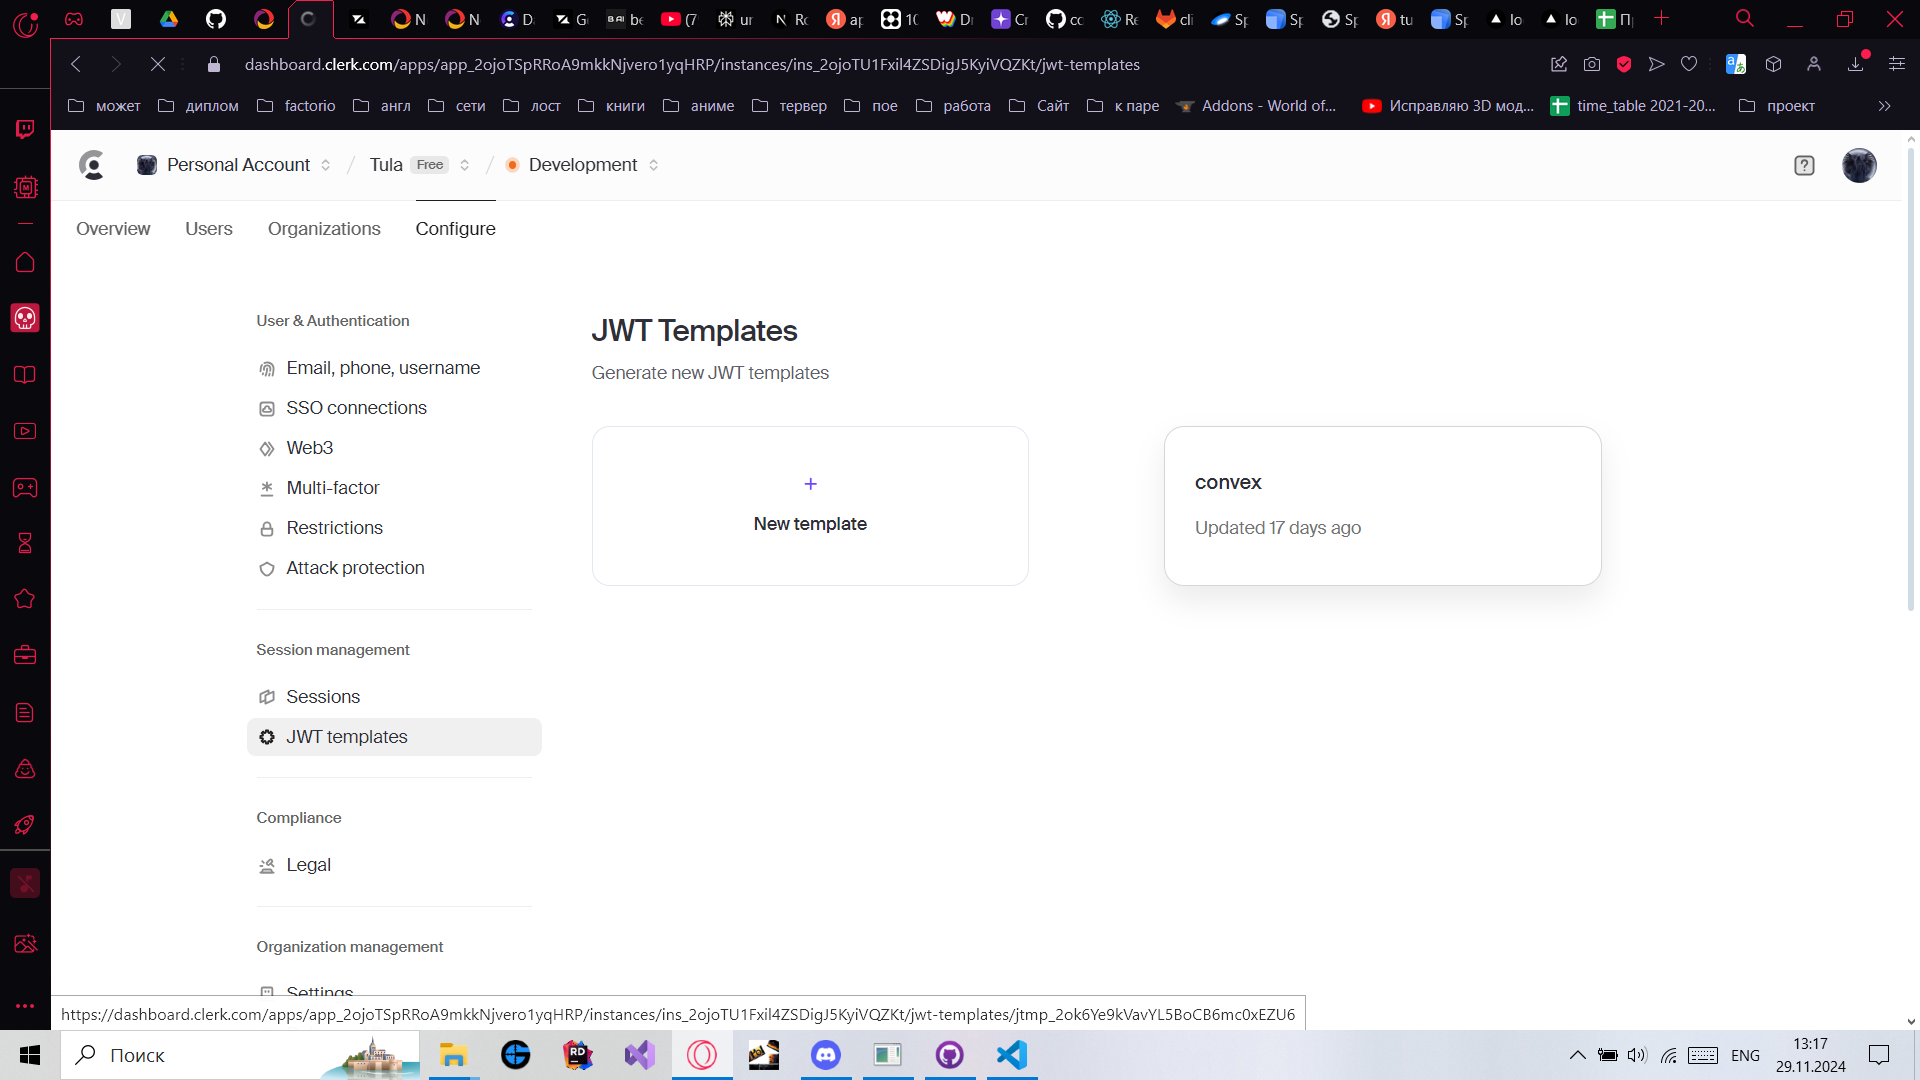 V
N
N
D
G
B AI be
(7
ur
N Ro
Я ap
10
Dr
Cr
cc
Re
cli
Sp
Sp
Sp
Я tu
Sp
lo
lo
dashboard.clerk.com/apps/app_2ojoTSpRRoA9mkkNjvero1yqHRP/instances/ins_2ojoTU1Fxil4ZSDigJ5KyiVQZKt/jwt-templates
может
диплом
factorio
англ
сети
лост
книги
аниме
тервер
пое
работа
Сайт
к паре
Addons - World of...
Исправляю 3D мод...
time_table 2021-20...
проект
Personal Account / Tula Free / Development
Overview
Users
Organizations
Configure
User & Authentication
Email, phone, username
SSO connections
Web3
Multi-factor
Restrictions
Attack protection
Session management
Sessions
JWT templates
Compliance
Legal
Organization management
Settings
JWT Templates
Generate new JWT templates
+
New template
convex
Updated 17 days ago
https://dashboard.clerk.com/apps/app_2ojoTSpRRoA9mkkNjvero1yqHRP/instances/ins_2ojoTU1Fxil4ZSDigJ5KyiVQZKt/jwt-templates/jtmp_2ok6Ye9kVavYL5BoCB6mc0xEZU6
Поиск
RD
ENG
13:17
29.11.2024